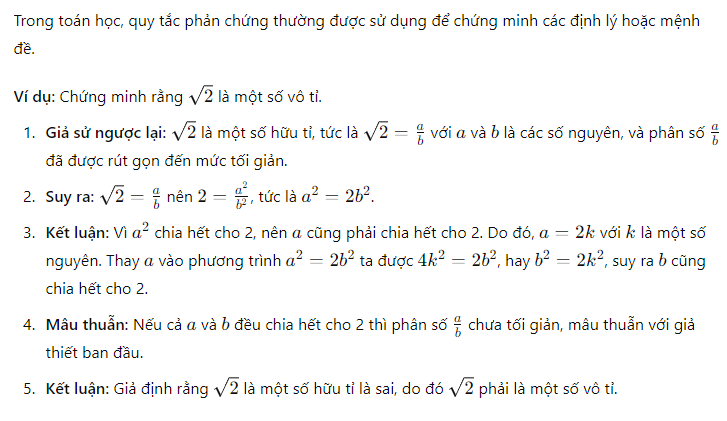 Trong toán học, quy tắc phản chứng thường được sử dụng để chứng minh các định lý hoặc mệnh
đề.
Ví dụ: Chứng minh rằng √2 là một số vô tỉ.
1. Giả sử ngược lại: √2 là một số hữu tỉ, tức là √2 = a/b với a và b là các số nguyên, và phân số a/b
đã được rút gọn đến mức tối giản.
2. Suy ra: √2 = a/b nên 2 = a²/b², tức là a² = 2b².
3. Kết luận: Vì a² chia hết cho 2, nên a cũng phải chia hết cho 2. Do đó, a = 2k với k là một số
nguyên. Thay a vào phương trình a² = 2b² ta được 4k² = 2b², hay b² = 2k², suy ra b cũng
chia hết cho 2.
4. Mâu thuẫn: Nếu cả a và b đều chia hết cho 2 thì phân số a/b chưa tối giản, mâu thuẫn với giả
thiết ban đầu.
5. Kết luận: Giả định rằng √2 là một số hữu tỉ là sai, do đó √2 phải là một số vô tỉ.